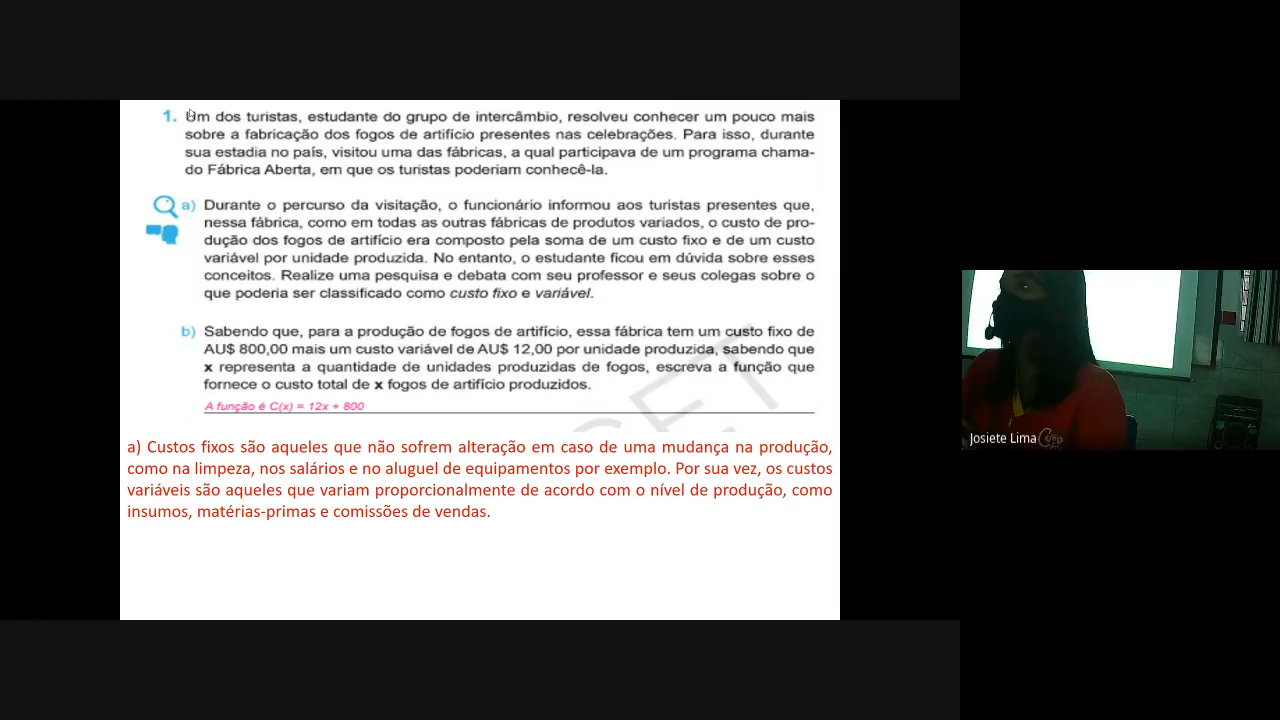 1. Um dos turistas, estudante do grupo de intercâmbio, resolveu conhecer um pouco mais
sobre a fabricação dos fogos de artifício presentes nas celebrações. Para isso, durante
sua estadia no país, visitou uma das fábricas, a qual participava de um programa chama-
do Fábrica Aberta, em que os turistas poderiam conhecê-la.
a) Durante o percurso da visitação, o funcionário informou aos turistas presentes que,
nessa fábrica, como em todas as outras fábricas de produtos variados, o custo de pro-
dução dos fogos de artifício era composto pela soma de um custo fixo e de um custo
variável por unidade produzida. No entanto, o estudante ficou em dúvida sobre esses
conceitos. Realize uma pesquisa e debata com seu professor e seus colegas sobre o
que poderia ser classificado como custo fixo e variável.
b) Sabendo que, para a produção de fogos de artifício, essa fábrica tem um custo fixo de
AU$ 800,00 mais um custo variável de AU$ 12,00 por unidade produzida, sabendo que
x representa a quantidade de unidades produzidas de fogos, escreva a função que
fornece o custo total de x fogos de artifício produzidos.
A função é C(x) = 12x + 800
a) Custos fixos são aqueles que não sofrem alteração em caso de uma mudança na produção,
como na limpeza, nos salários e no aluguel de equipamentos por exemplo. Por sua vez, os custos
variáveis são aqueles que variam proporcionalmente de acordo com o nível de produção, como
insumos, matérias-primas e comissões de vendas.
Josiete Lima